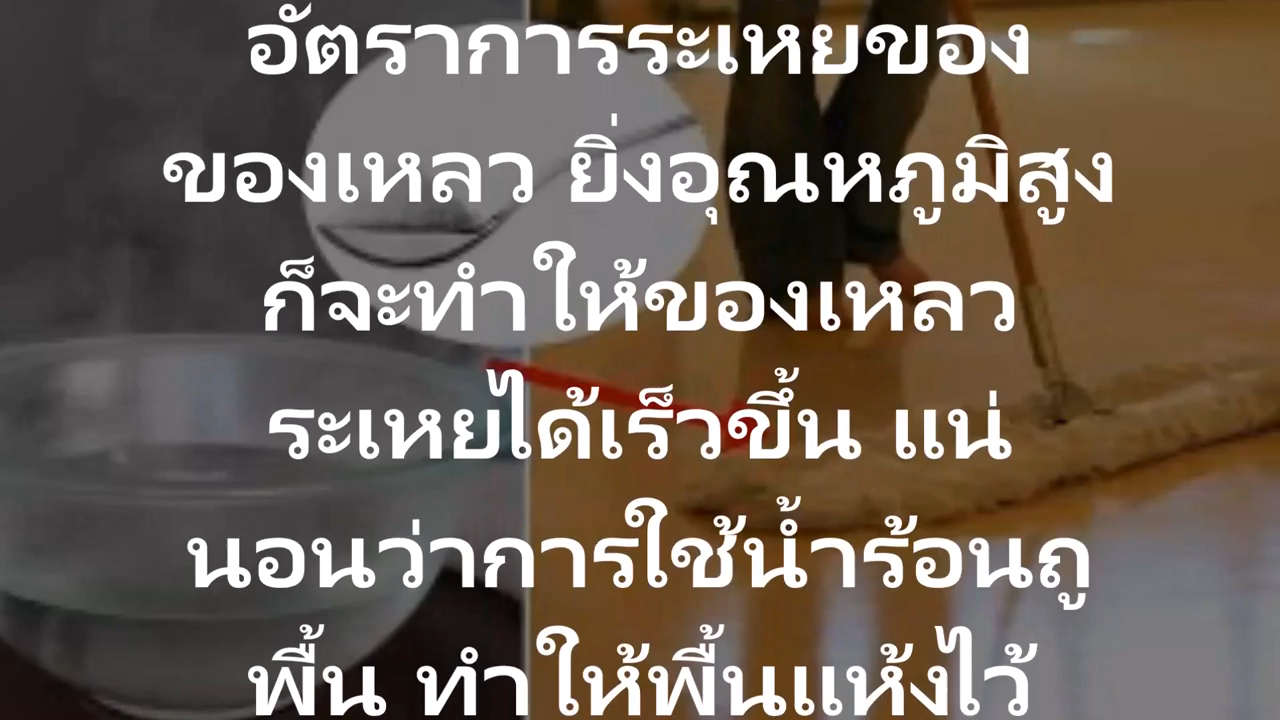 อัตราการระเหยของ
ของเหลว ยิ่งอุณหภูมิสูง
ก็จะทำให้ของเหลว
ระเหยได้เร็วขึ้น แน่
นอนว่าการใช้น้ำร้อนถู
พื้น ทำให้พื้นแห้งไว้